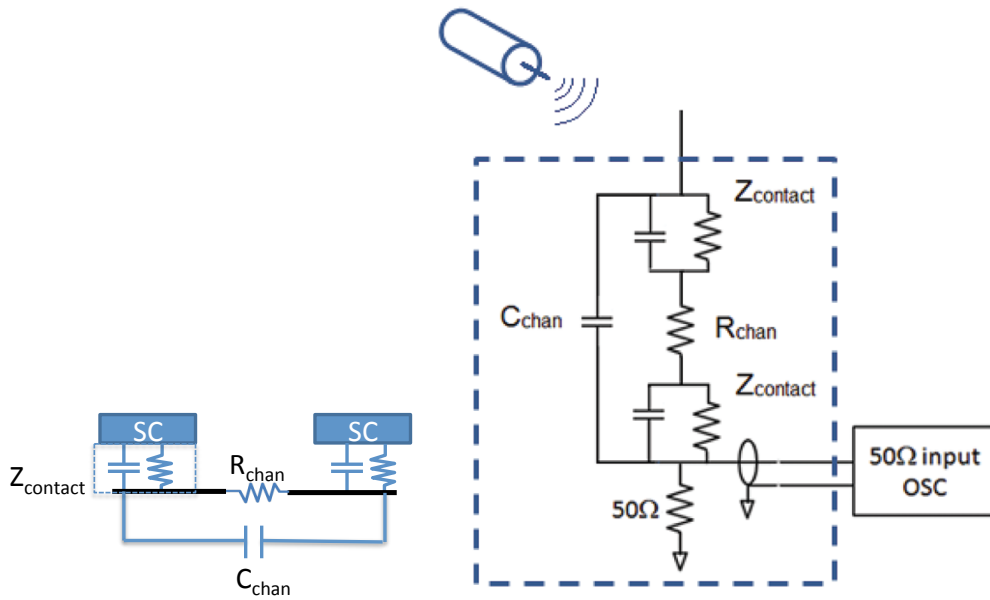 SC
SC
Zcontact
Rchan
Cchan
Zcontact
Cchan
Rchan
Zcontact
50Ω
50Ω input
OSC